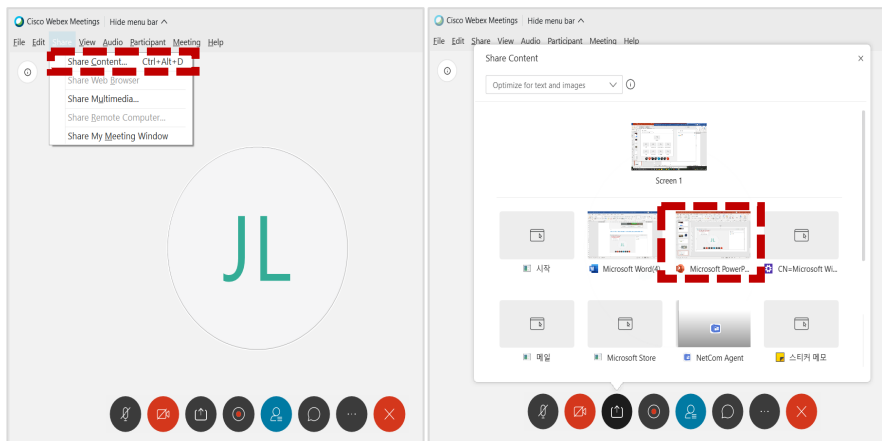 Cisco Webex Meetings Hide menu bar
File Edit Share View Audio Participant Meeting Help
Share Content... Ctrl+Alt+D
Share Web Browser
Share Multimedia...
Share Remote Computer...
Share My Meeting Window
JL
Cisco Webex Meetings Hide menu bar
File Edit Share View Audio Participant Meeting Help
Share Content
Optimize for text and images
Screen 1
시작 Microsoft Word(4) Microsoft PowerP... CN=Microsoft Wi...
메일 Microsoft Store NetCom Agent 스티커 메모